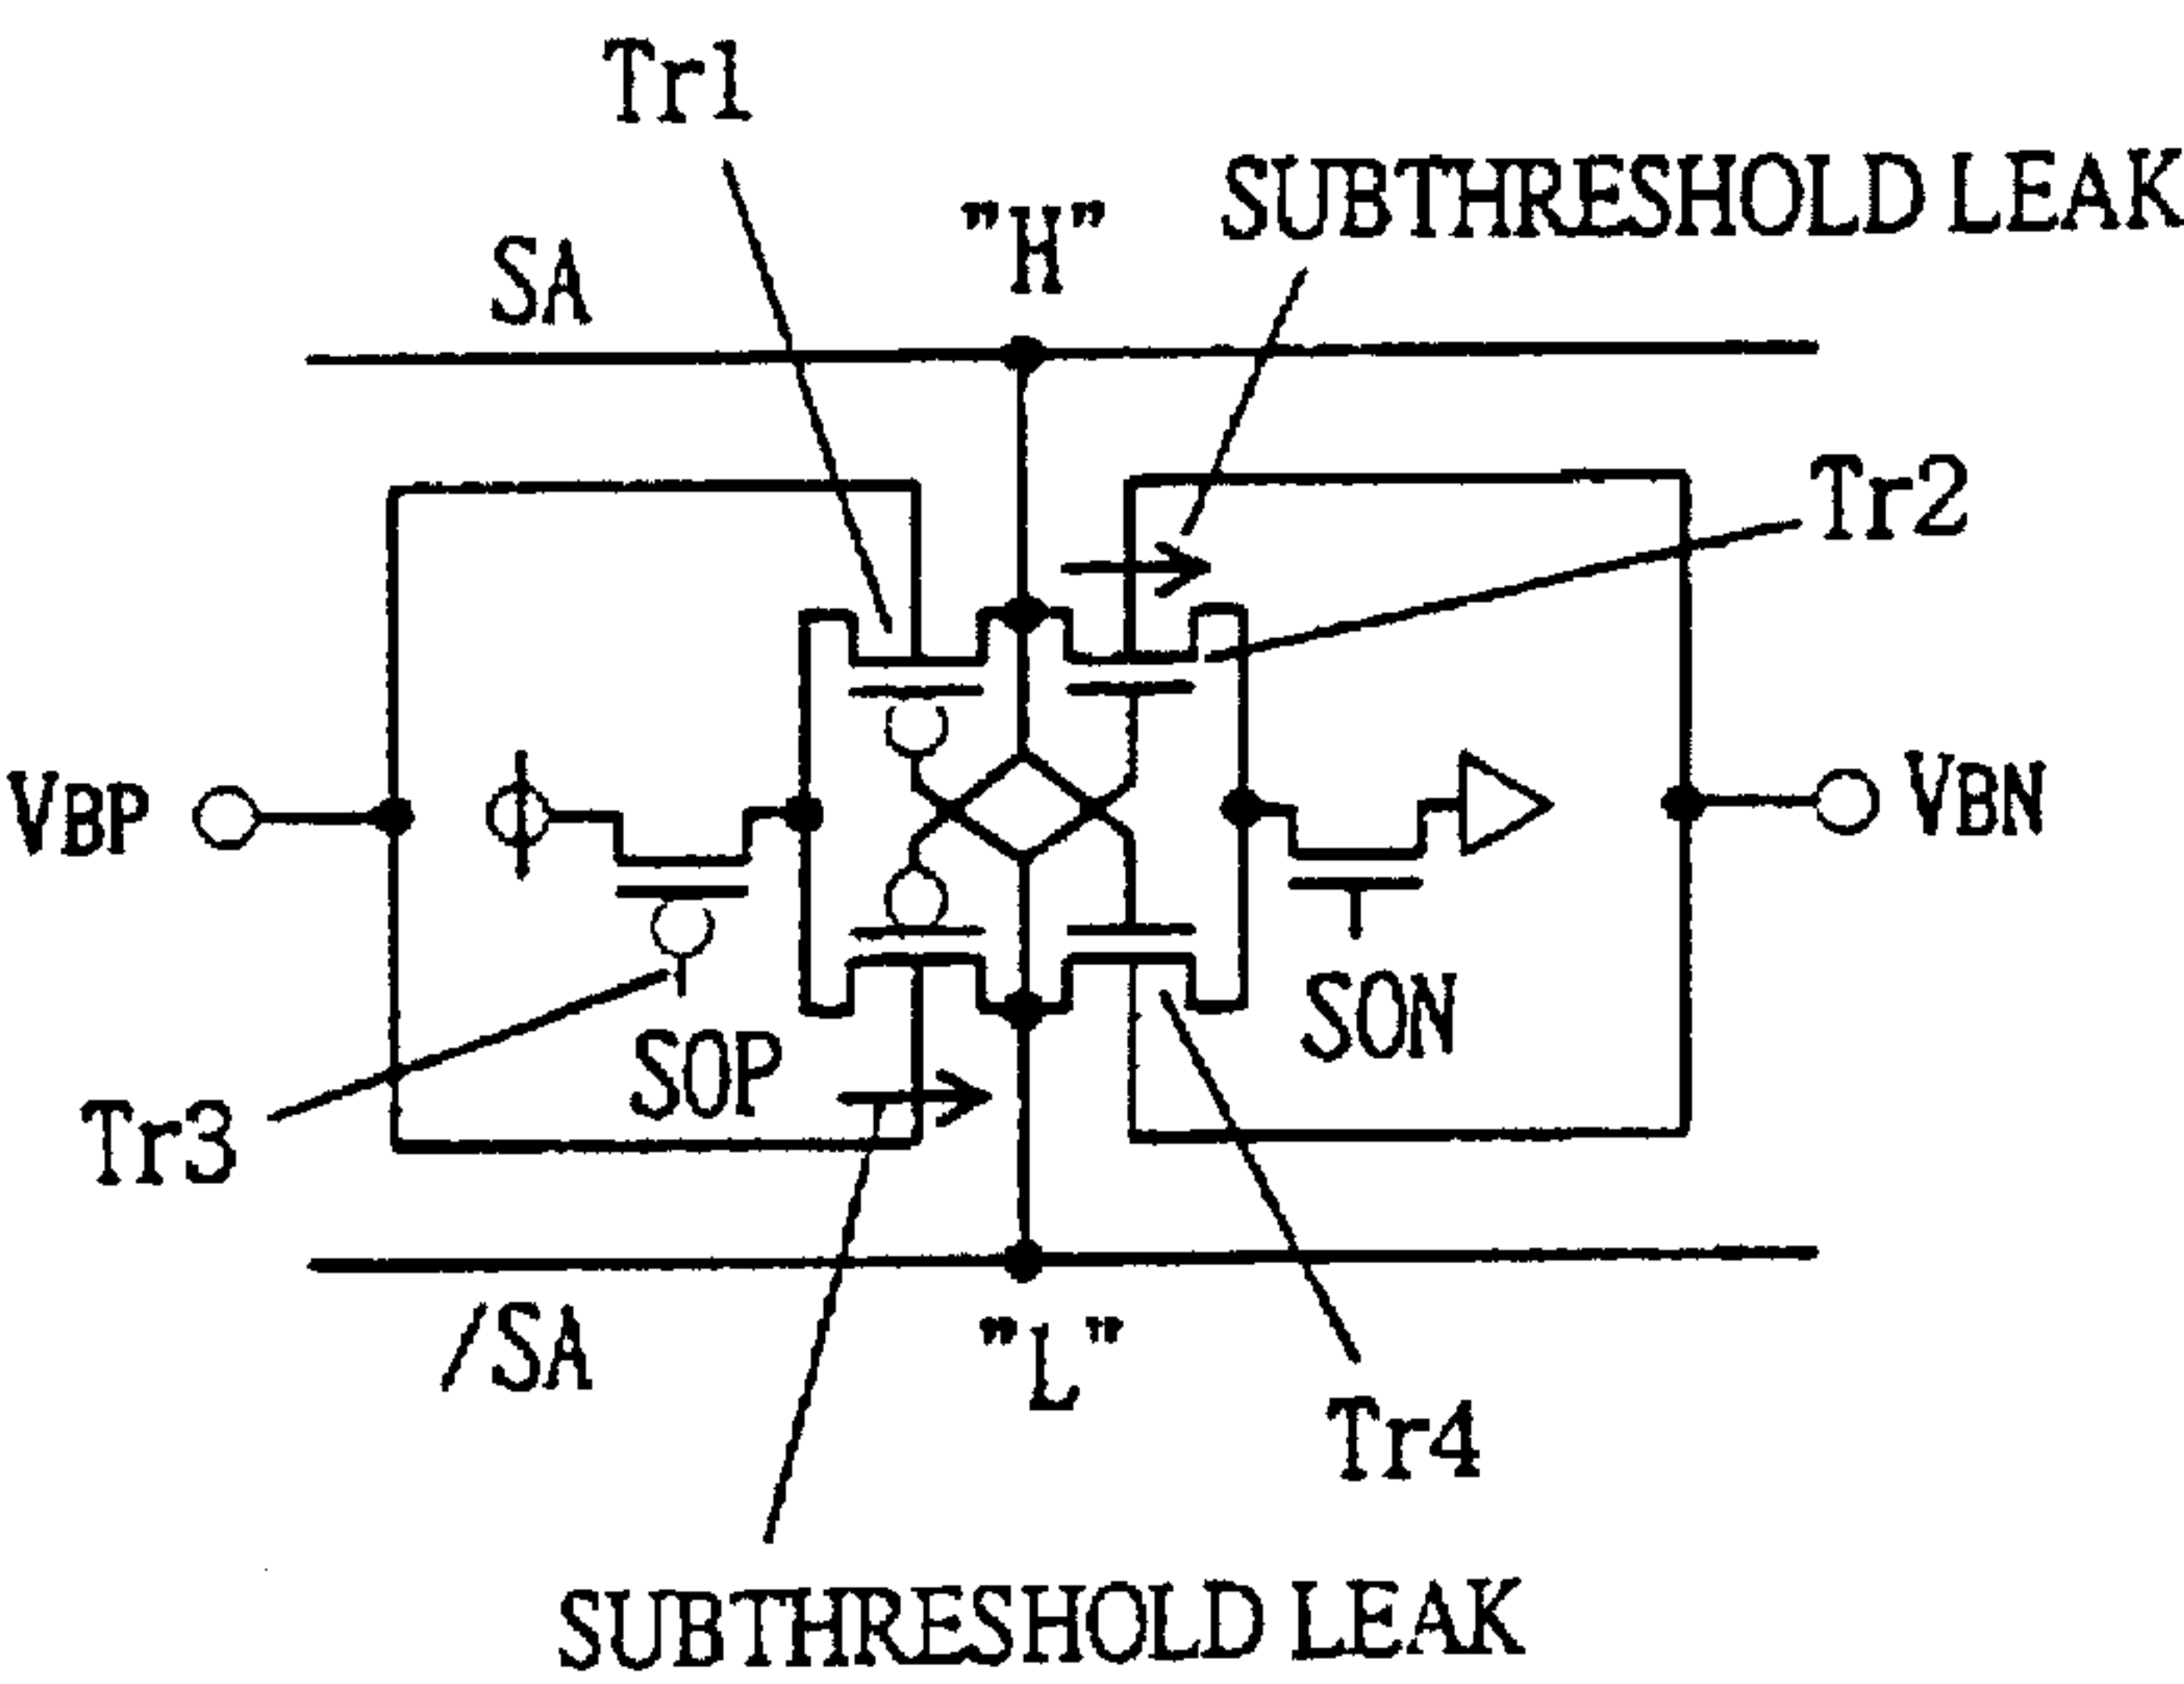 Tr1
SUBTHRESHOLD LEAK
"H"
SA
Tr2
VBP
VBN
SON
SOP
Tr3
/SA
"L"
Tr4
SUBTHRESHOLD LEAK